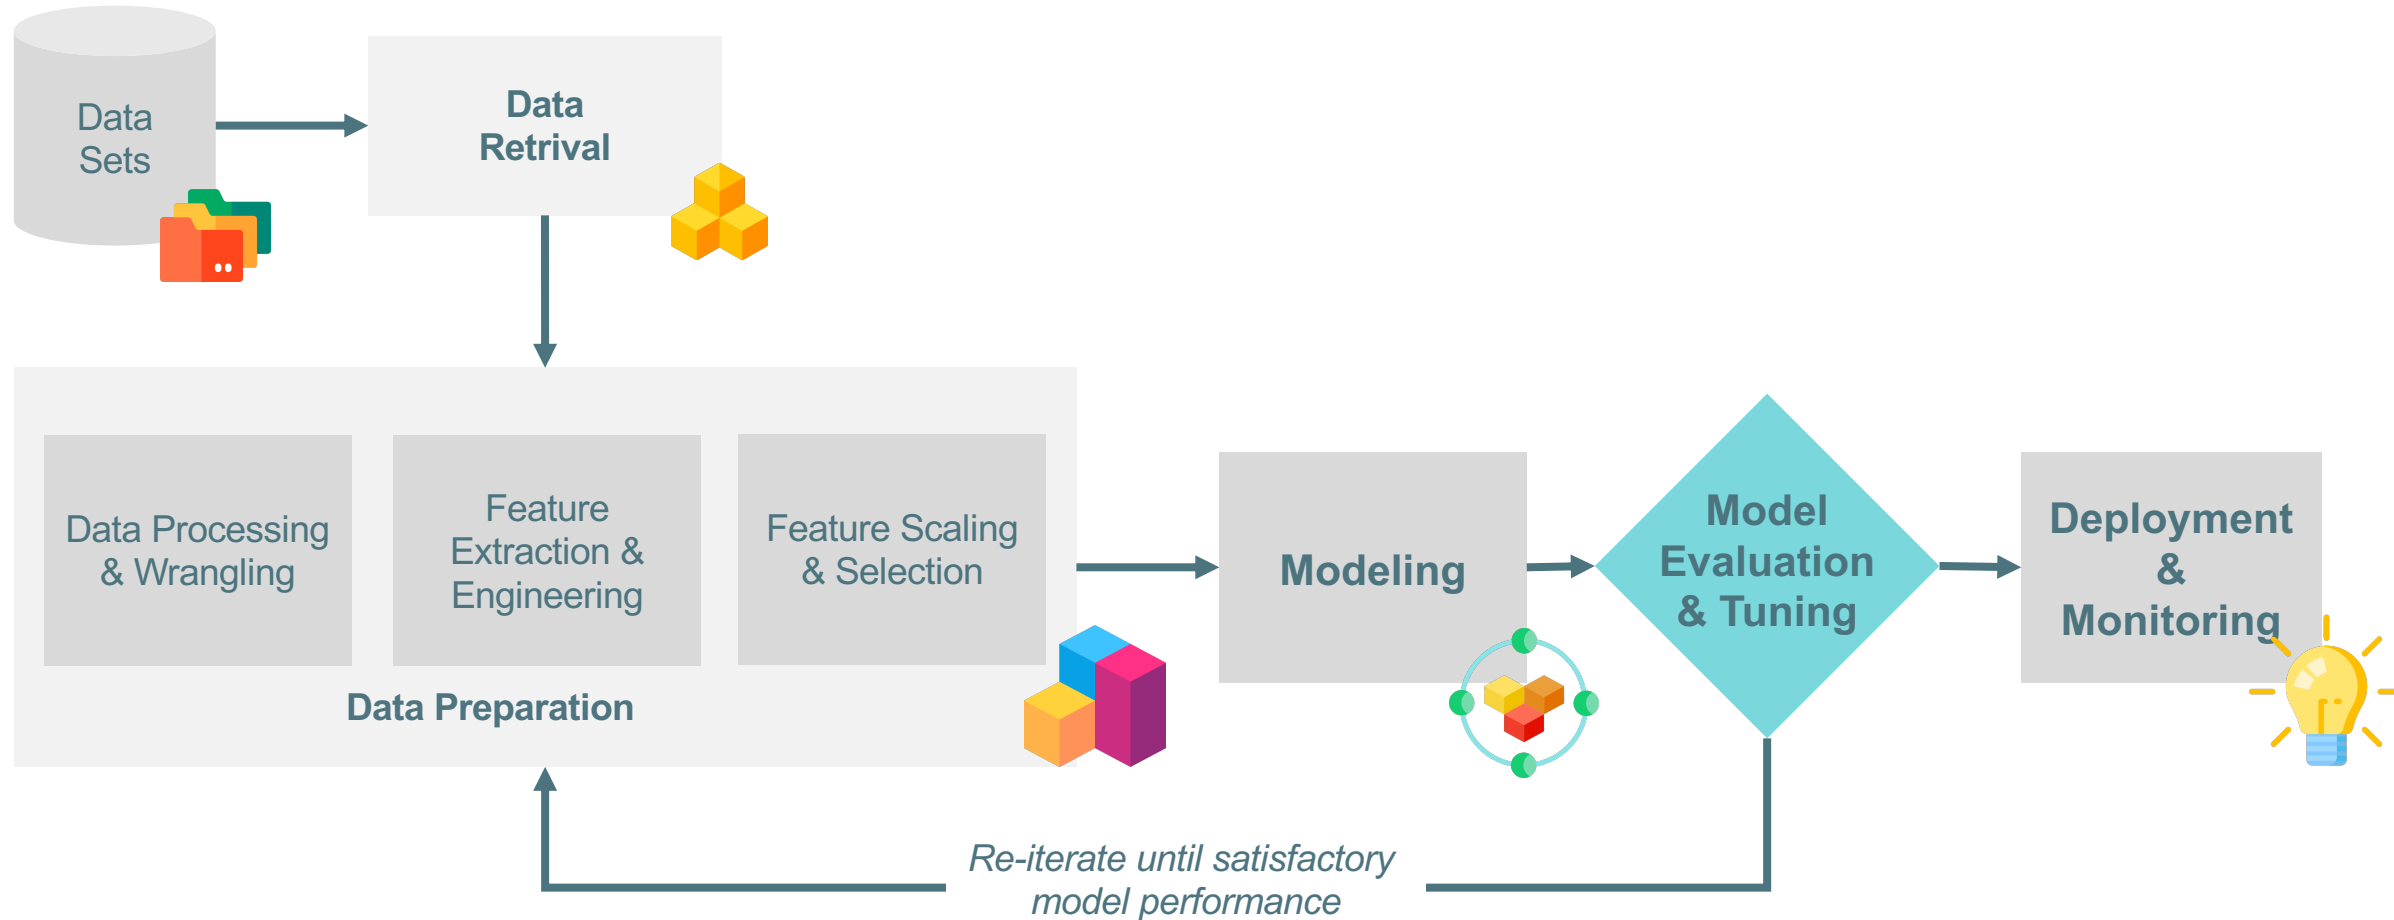 Data
Sets
Data
Retrival
Data Processing
& Wrangling
Feature
Extraction &
Engineering
Feature Scaling
& Selection
Data Preparation
Modeling
Model
Evaluation
& Tuning
Deployment
&
Monitoring
Re-iterate until satisfactory
model performance